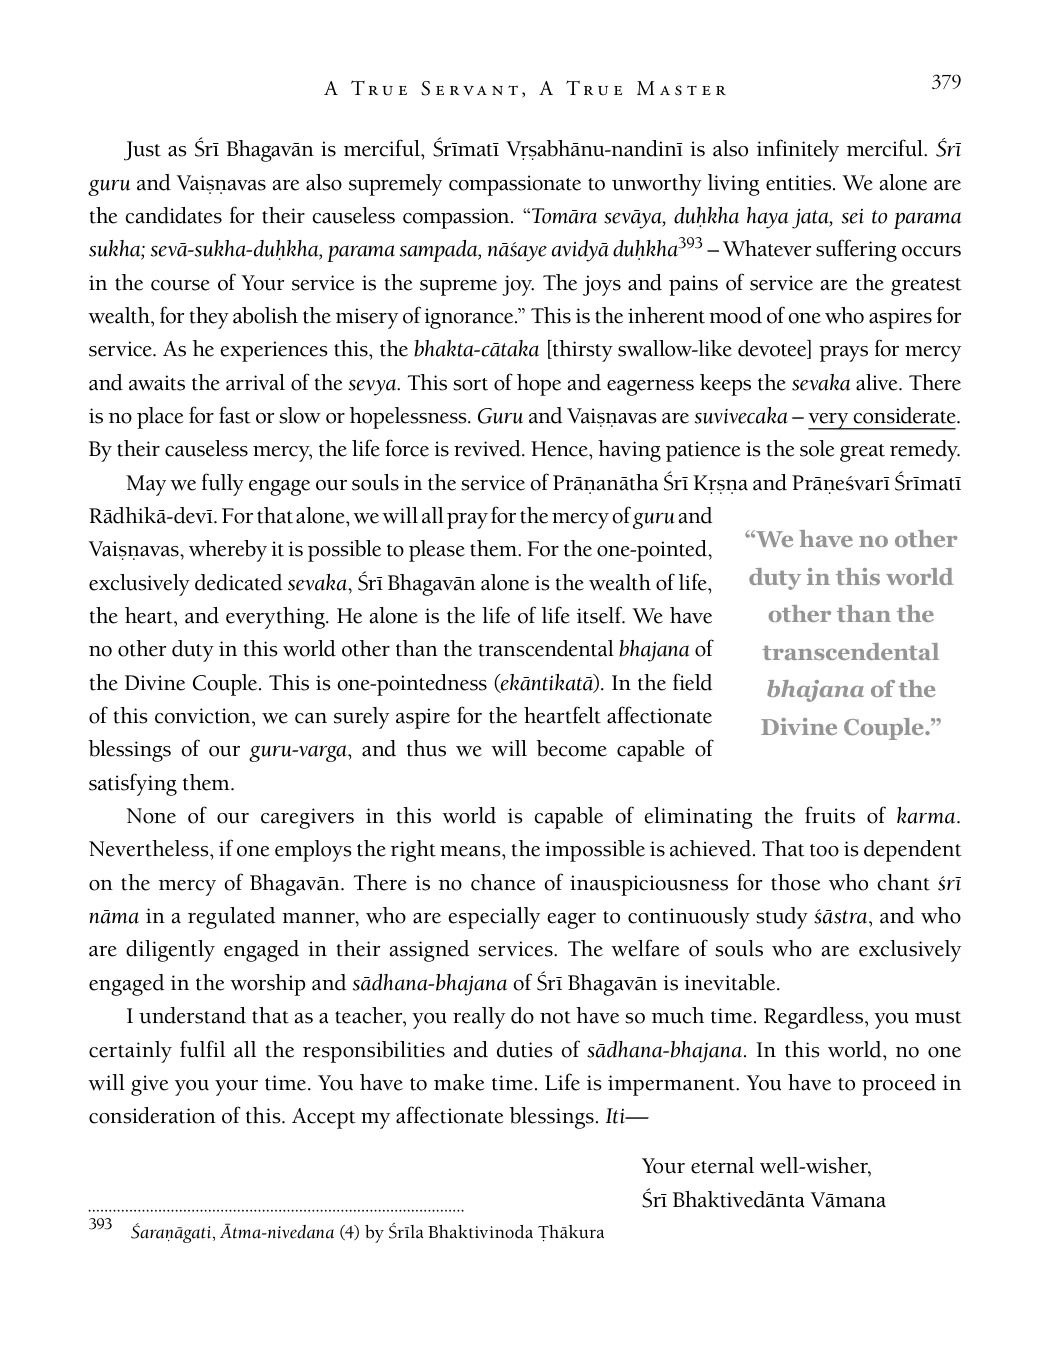 A True Servant, A True Master
379
Just as Śrī Bhagavān is merciful, Śrīmatī Vṛṣabhānu-nandinī is also infinitely merciful. Śrī
guru and Vaiṣṇavas are also supremely compassionate to unworthy living entities. We alone are
the candidates for their causeless compassion. “Tomāra sevāya, duḥkha haya jata, sei to parama
sukha; sevā-sukha-duḥkha, parama sampada, nāśaye avidyā duḥkha393 – Whatever suffering occurs
in the course of Your service is the supreme joy. The joys and pains of service are the greatest
wealth, for they abolish the misery of ignorance.” This is the inherent mood of one who aspires for
service. As he experiences this, the bhakta-cātaka [thirsty swallow-like devotee] prays for mercy
and awaits the arrival of the sevya. This sort of hope and eagerness keeps the sevaka alive. There
is no place for fast or slow or hopelessness. Guru and Vaiṣṇavas are suvivecaka – very considerate.
By their causeless mercy, the life force is revived. Hence, having patience is the sole great remedy.
May we fully engage our souls in the service of Prāṇanātha Śrī Kṛṣṇa and Prāṇeśvarī Śrīmatī
Rādhikā-devī. For that alone, we will all pray for the mercy of guru and
Vaiṣṇavas, whereby it is possible to please them. For the one-pointed,
exclusively dedicated sevaka, Śrī Bhagavān alone is the wealth of life,
the heart, and everything. He alone is the life of life itself. We have
no other duty in this world other than the transcendental bhajana of
the Divine Couple. This is one-pointedness (ekāntikatā). In the field
of this conviction, we can surely aspire for the heartfelt affectionate
blessings of our guru-varga, and thus we will become capable of
satisfying them.
“We have no other
duty in this world
other than the
transcendental
bhajana of the
Divine Couple.”
None of our caregivers in this world is capable of eliminating the fruits of karma.
Nevertheless, if one employs the right means, the impossible is achieved. That too is dependent
on the mercy of Bhagavān. There is no chance of inauspiciousness for those who chant śrī
nāma in a regulated manner, who are especially eager to continuously study śāstra, and who
are diligently engaged in their assigned services. The welfare of souls who are exclusively
engaged in the worship and sādhana-bhajana of Śrī Bhagavān is inevitable.
I understand that as a teacher, you really do not have so much time. Regardless, you must
certainly fulfil all the responsibilities and duties of sādhana-bhajana. In this world, no one
will give you your time. You have to make time. Life is impermanent. You have to proceed in
consideration of this. Accept my affectionate blessings. Iti—
Your eternal well-wisher,
Śrī Bhaktivedānta Vāmana
393 Śaraṇāgati, Ātma-nivedana (4) by Śrīla Bhaktivinoda Ṭhākura